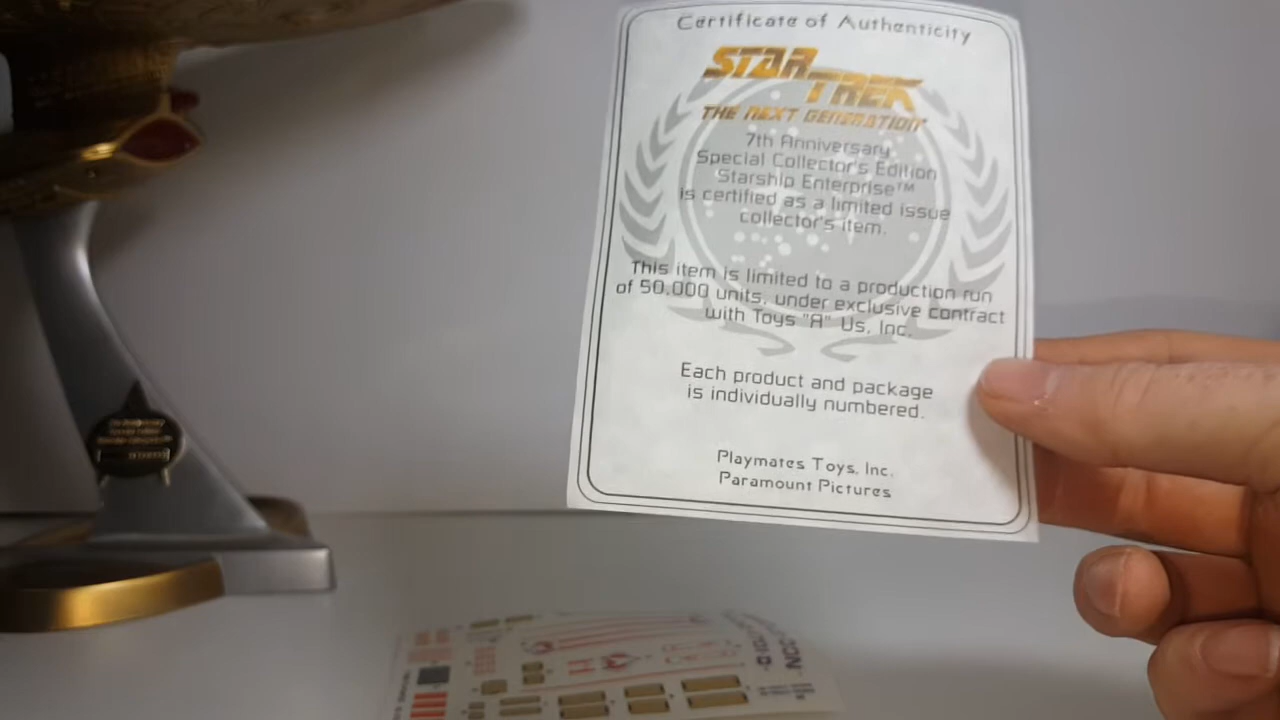 Certificate of Authenticity
STAR TREK
THE NEXT GENERATION
7th Anniversary
Special Collector's Edition
Starship Enterprise™
is certified as a limited issue
collector's item.
This item is limited to a production run
of 50,000 units, under exclusive contract
with Toys "R" Us, Inc.
Each product and package
is individually numbered.
Playmates Toys, Inc.
Paramount Pictures